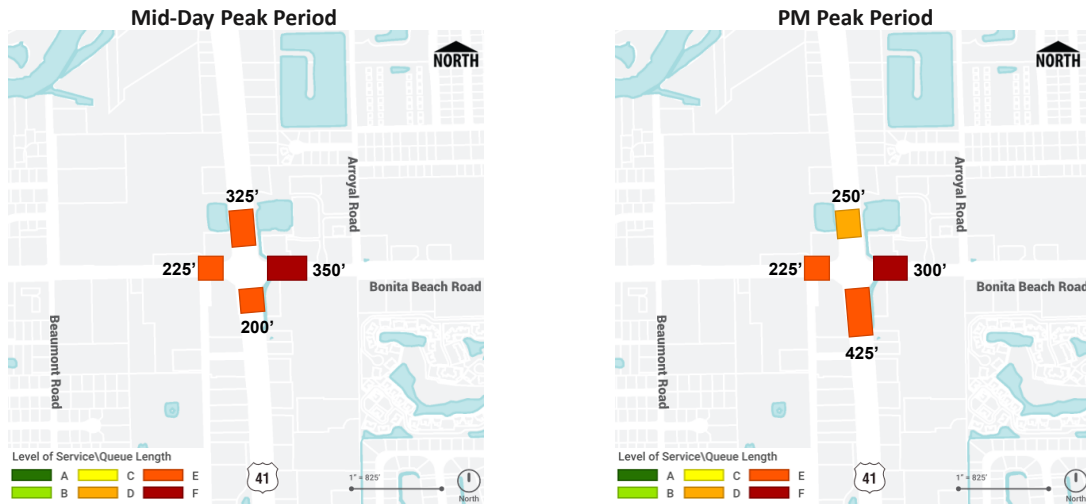 Mid-Day Peak Period
NORTH
Arroyal Road
325’
225’
350’
Bonita Beach Road
200’
Beaumont Road
Level of Service\Queue Length
A C E
B D F
41
1" = 825'
North
PM Peak Period
NORTH
Arroyal Road
250’
225’
300’
Bonita Beach Road
425’
Beaumont Road
Level of Service\Queue Length
A C E
B D F
41
1" = 825'
North